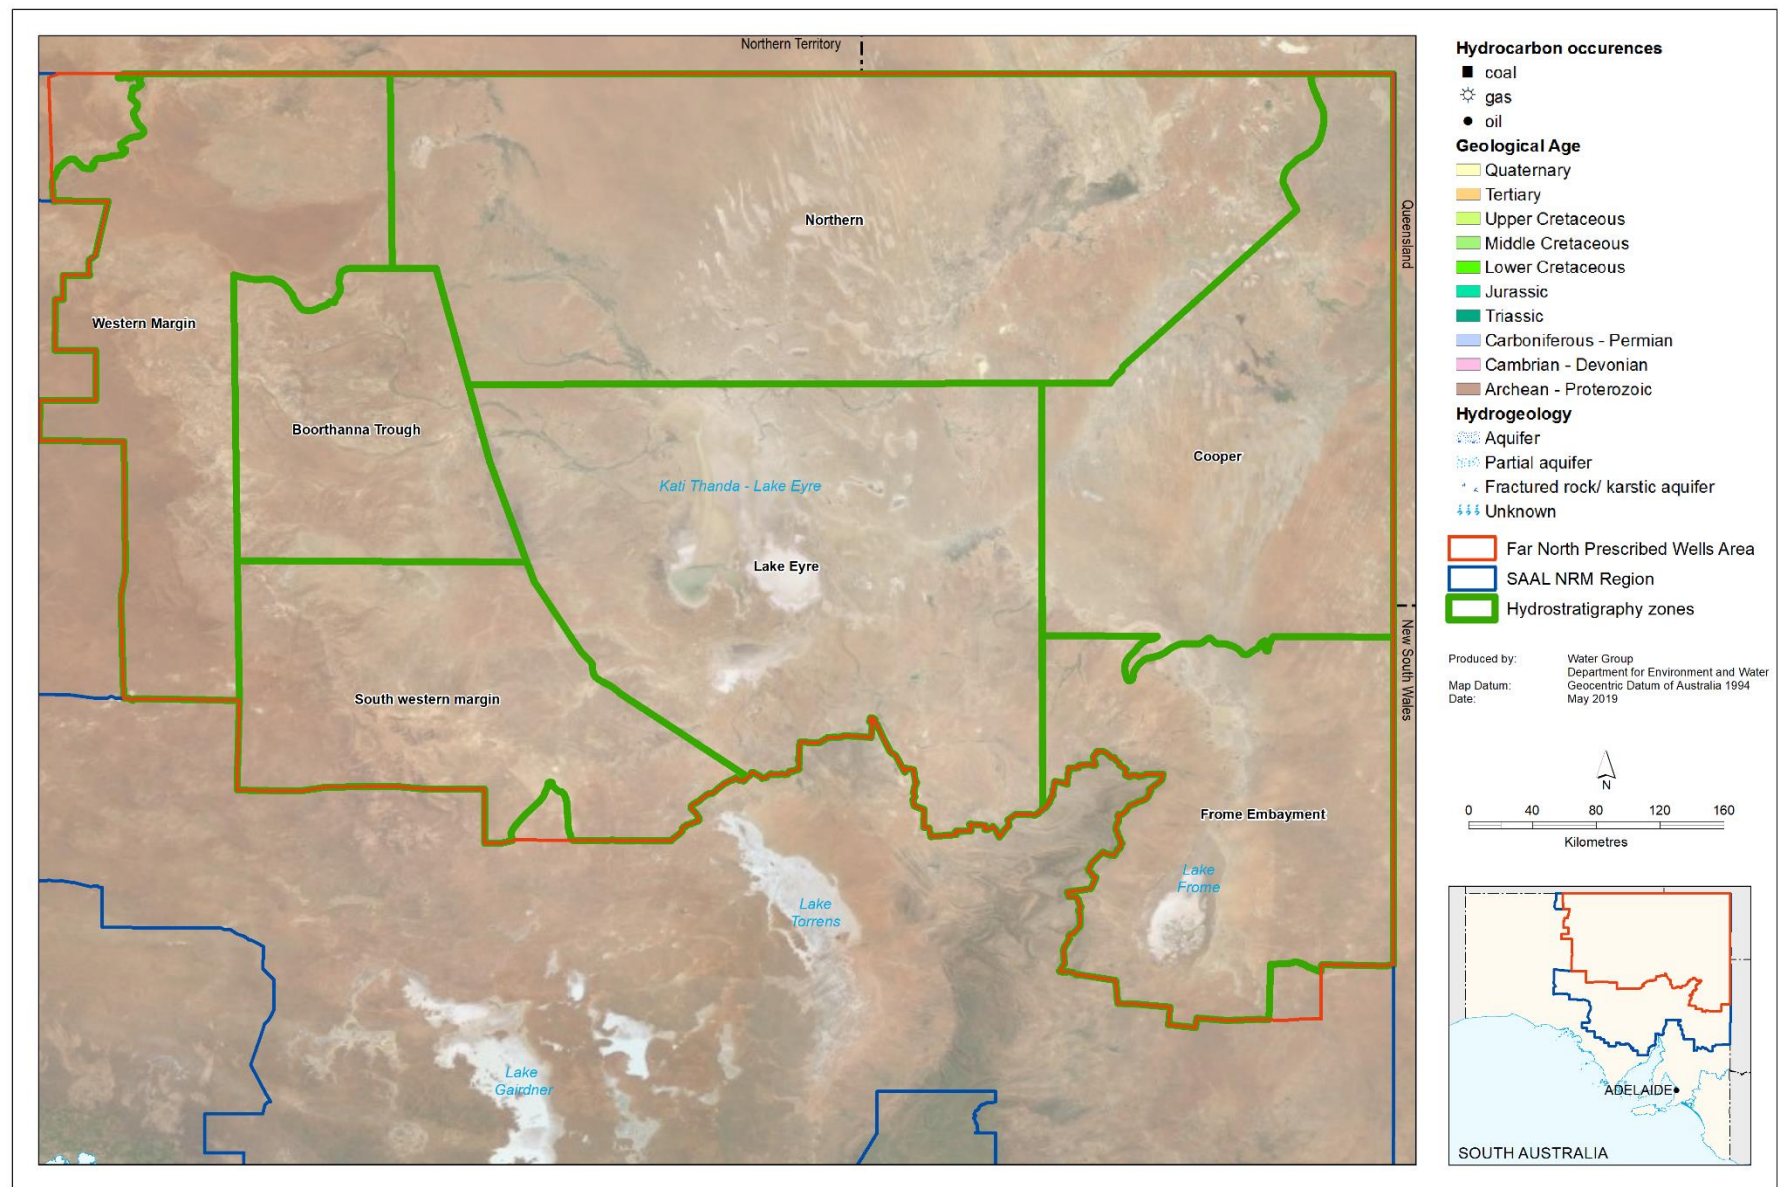 Northern Territory
Northern
Queensland
Western Margin
Boorthanna Trough
Cooper
Kati Thanda - Lake Eyre
Lake Eyre
New South Wales
South western margin
Frome Embayment
Lake
Frome
Lake
Torrens
Lake
Gairdner
Hydrocarbon occurences
coal
gas
oil
Geological Age
Quaternary
Tertiary
Upper Cretaceous
Middle Cretaceous
Lower Cretaceous
Jurassic
Triassic
Carboniferous - Permian
Cambrian - Devonian
Archean - Proterozoic
Hydrogeology
Aquifer
Partial aquifer
Fractured rock/ karstic aquifer
Unknown
Far North Prescribed Wells Area
SAAL NRM Region
Hydrostratigraphy zones
Produced by: Water Group
Department for Environment and Water
Map Datum: Geocentric Datum of Australia 1994
Date: May 2019
N
0 40 80 120 160
Kilometres
ADELAIDE
SOUTH AUSTRALIA